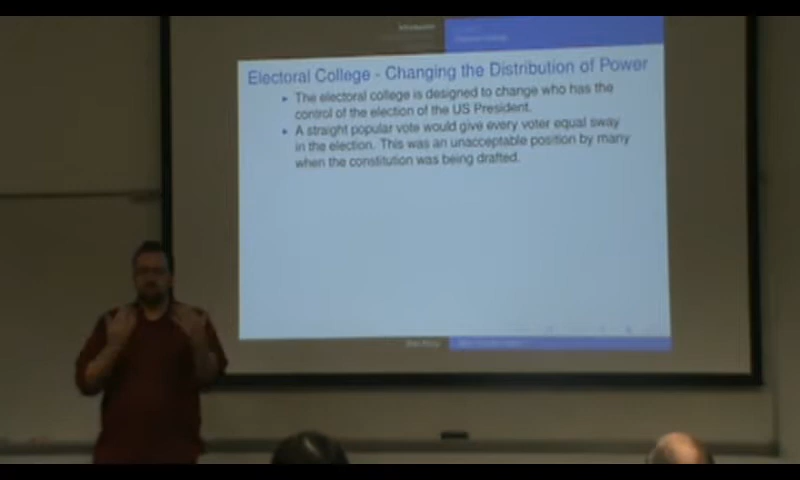 Electoral College - Changing the Distribution of Power
The electoral college is designed to change who has the
control of the election of the US President.
A straight popular vote would give every voter equal sway
in the election. This was an unacceptable position by many
when the constitution was being drafted.